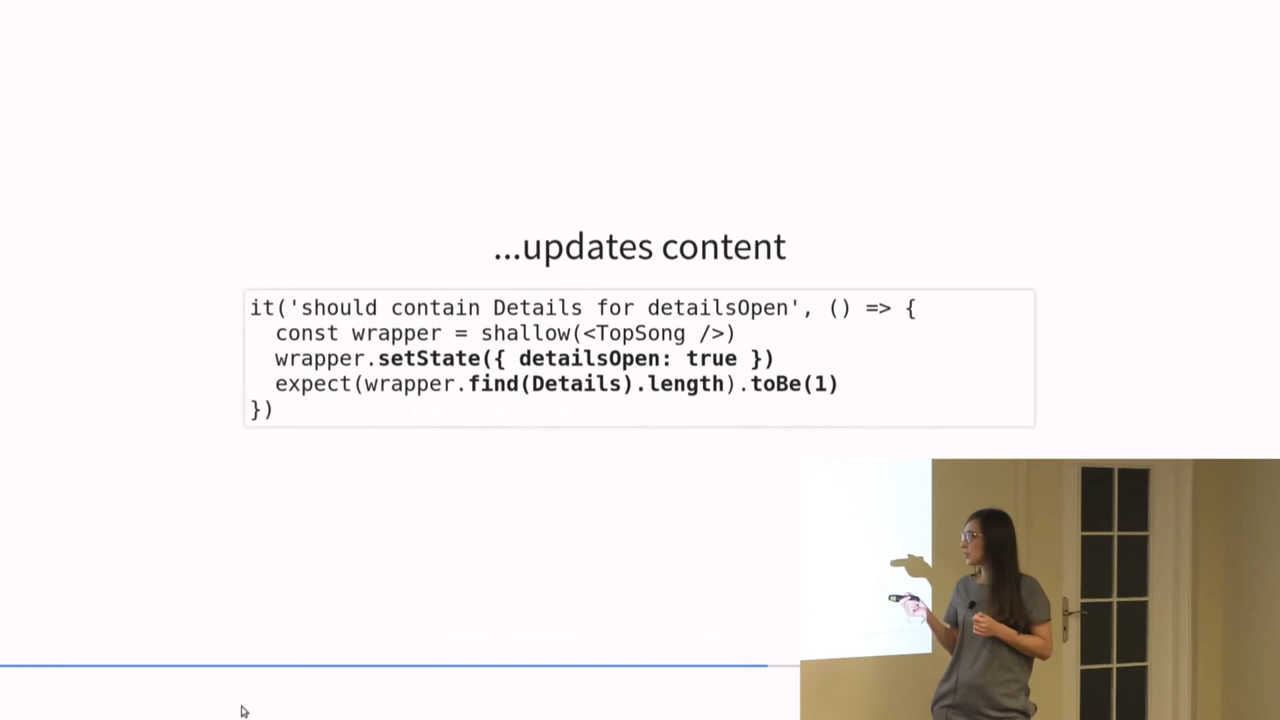 ...updates content
it('should contain Details for detailsOpen', () => {
  const wrapper = shallow(<TopSong />)
  wrapper.setState({ detailsOpen: true })
  expect(wrapper.find(Details).length).toBe(1)
})